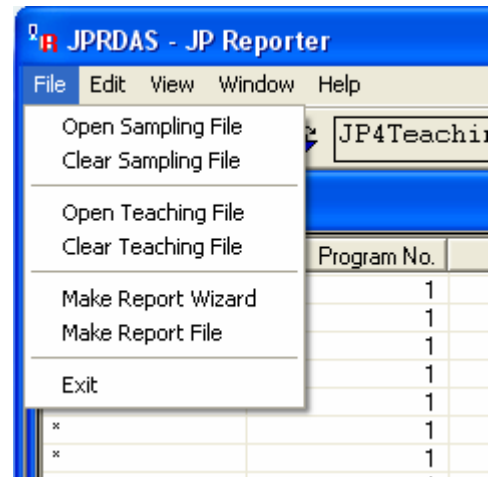 JPRDAS - JP Reporter
File Edit View Window Help
Open Sampling File
Clear Sampling File
JP4Teachin
Open Teaching File
Clear Teaching File
Program No.
Make Report Wizard
1
1
Make Report File
1
1
Exit
1
* 1
* 1